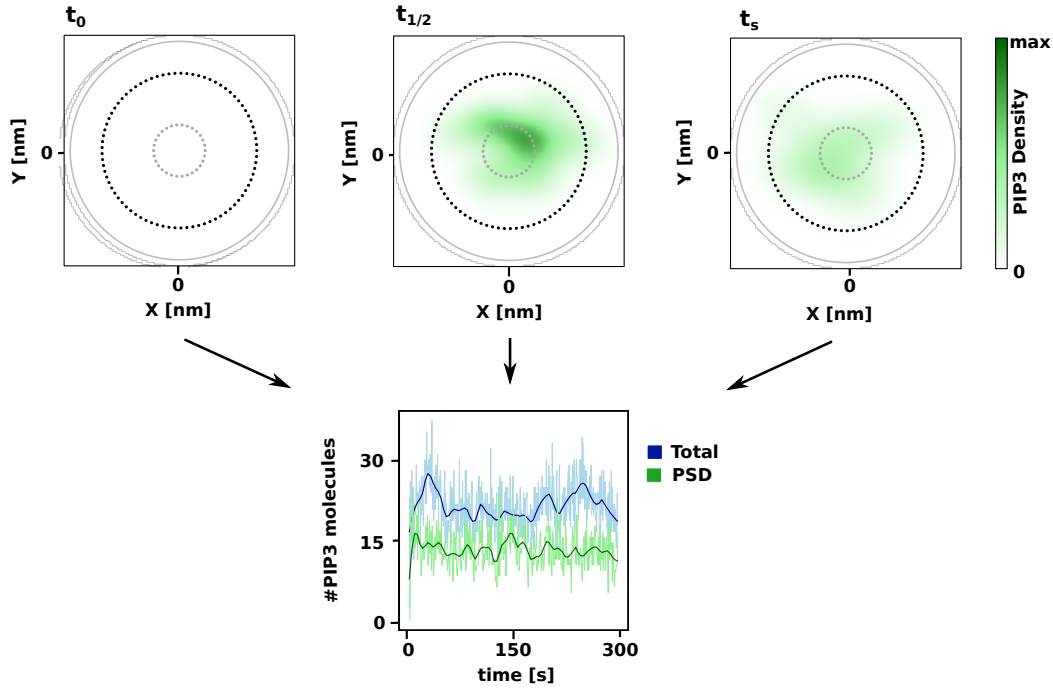 t0
t1/2
ts
Y [nm]
0
0
X [nm]
Y [nm]
0
0
X [nm]
Y [nm]
0
0
X [nm]
max
PIP3 Density
0
#PIP3 molecules
30
15
0
0 150 300
time [s]
Total
PSD